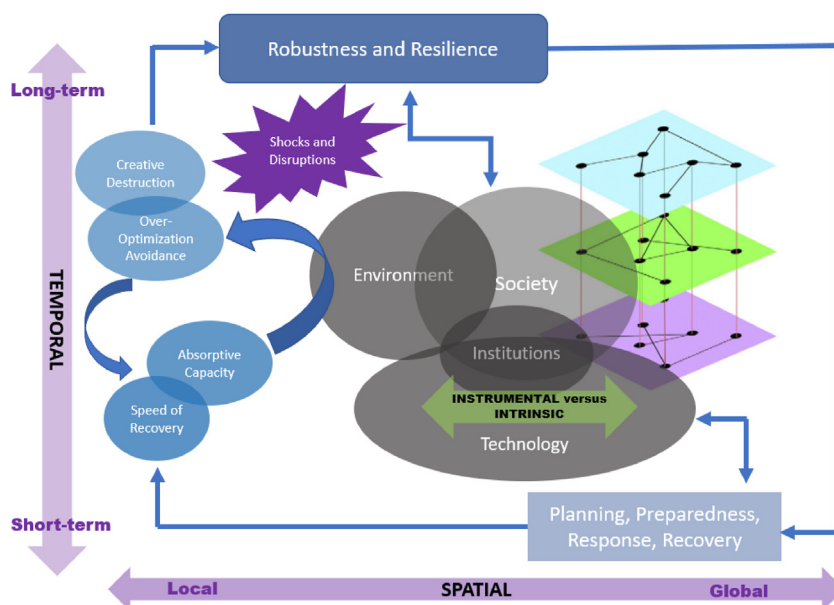 Robustness and Resilience
Long-term
Shocks and
Disruptions
Creative
Destruction
Over-
Optimization
Avoidance
Environment
Society
TEMPORAL
Absorptive
Capacity
Institutions
Speed of
Recovery
INSTRUMENTAL versus
INTRINSIC
Technology
Short-term
Planning, Preparedness,
Response, Recovery
Local
SPATIAL
Global